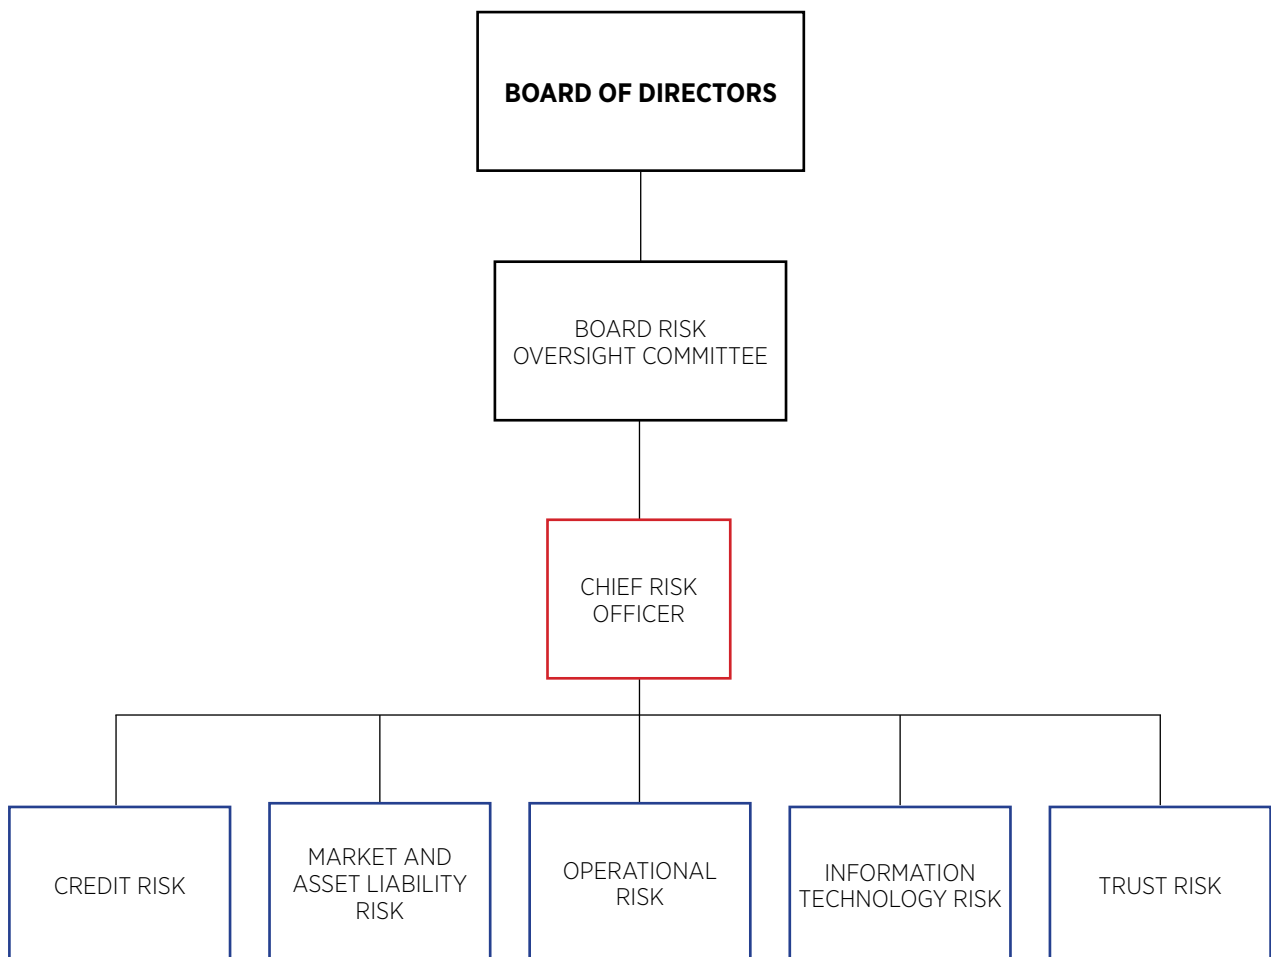 BOARD OF DIRECTORS
BOARD RISK
OVERSIGHT COMMITTEE
CHIEF RISK
OFFICER
CREDIT RISK
MARKET AND
ASSET LIABILITY
RISK
OPERATIONAL
RISK
INFORMATION
TECHNOLOGY RISK
TRUST RISK